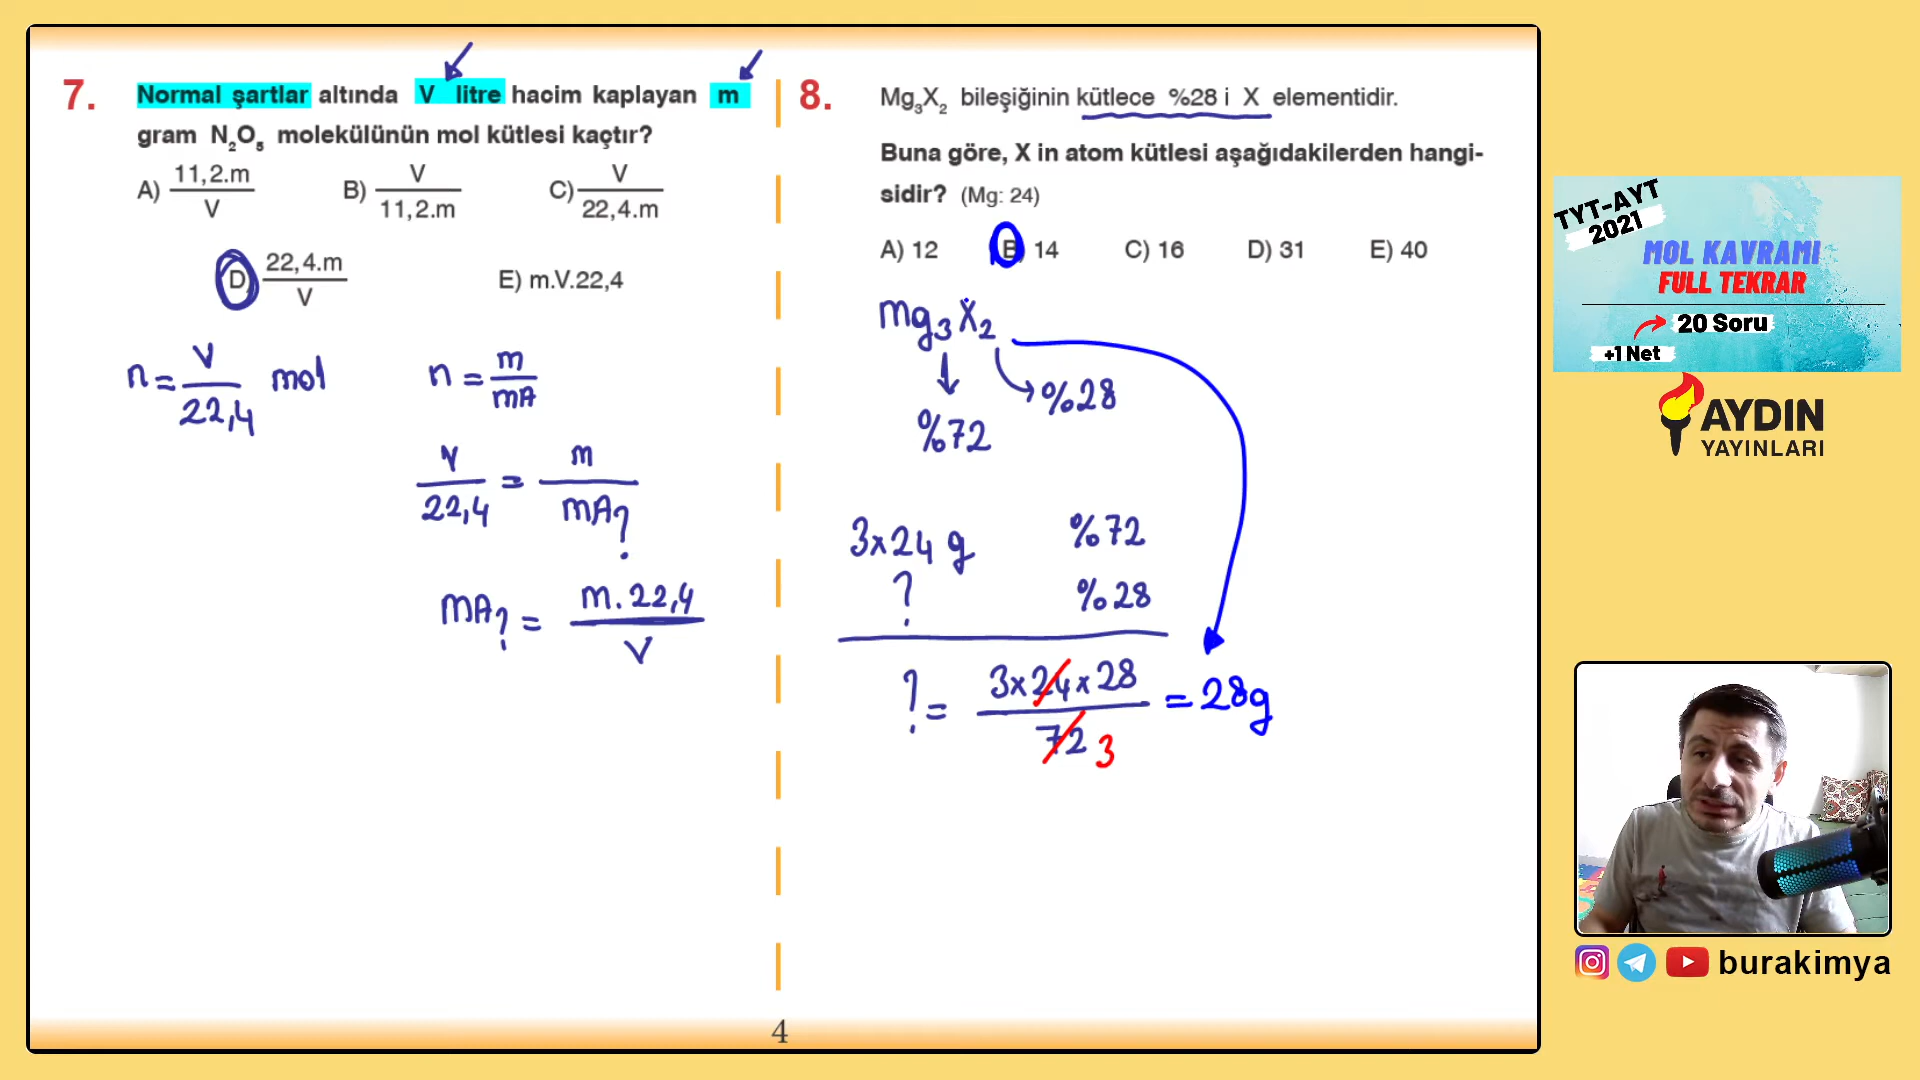 7. Normal şartlar altında V litre hacim kaplayan m
gram N₂O₅ molekülünün mol kütlesi kaçtır?
A) 11,2.m / V B) V / 11,2.m C) V / 22,4.m
D) 22,4.m / V E) m.V.22,4
n = V / 22,4 mol
n = m / mA
V / 22,4 = m / mA?
mA? = m.22,4 / V
8. Mg₃X₂ bileşiğinin kütlece %28 i X elementidir.
Buna göre, X in atom kütlesi aşağıdakilerden hangi-
sidir? (Mg: 24)
A) 12 B) 14 C) 16 D) 31 E) 40
Mg₃X₂
%28
%72
3x24 g %72
? %28
? = 3x24x28 / 72 3 = 28g
4
TYT-AYT
2021
MOL KAVRAMI
FULL TEKRAR
20 Soru
+1 Net
AYDIN
YAYINLARI
burakimya